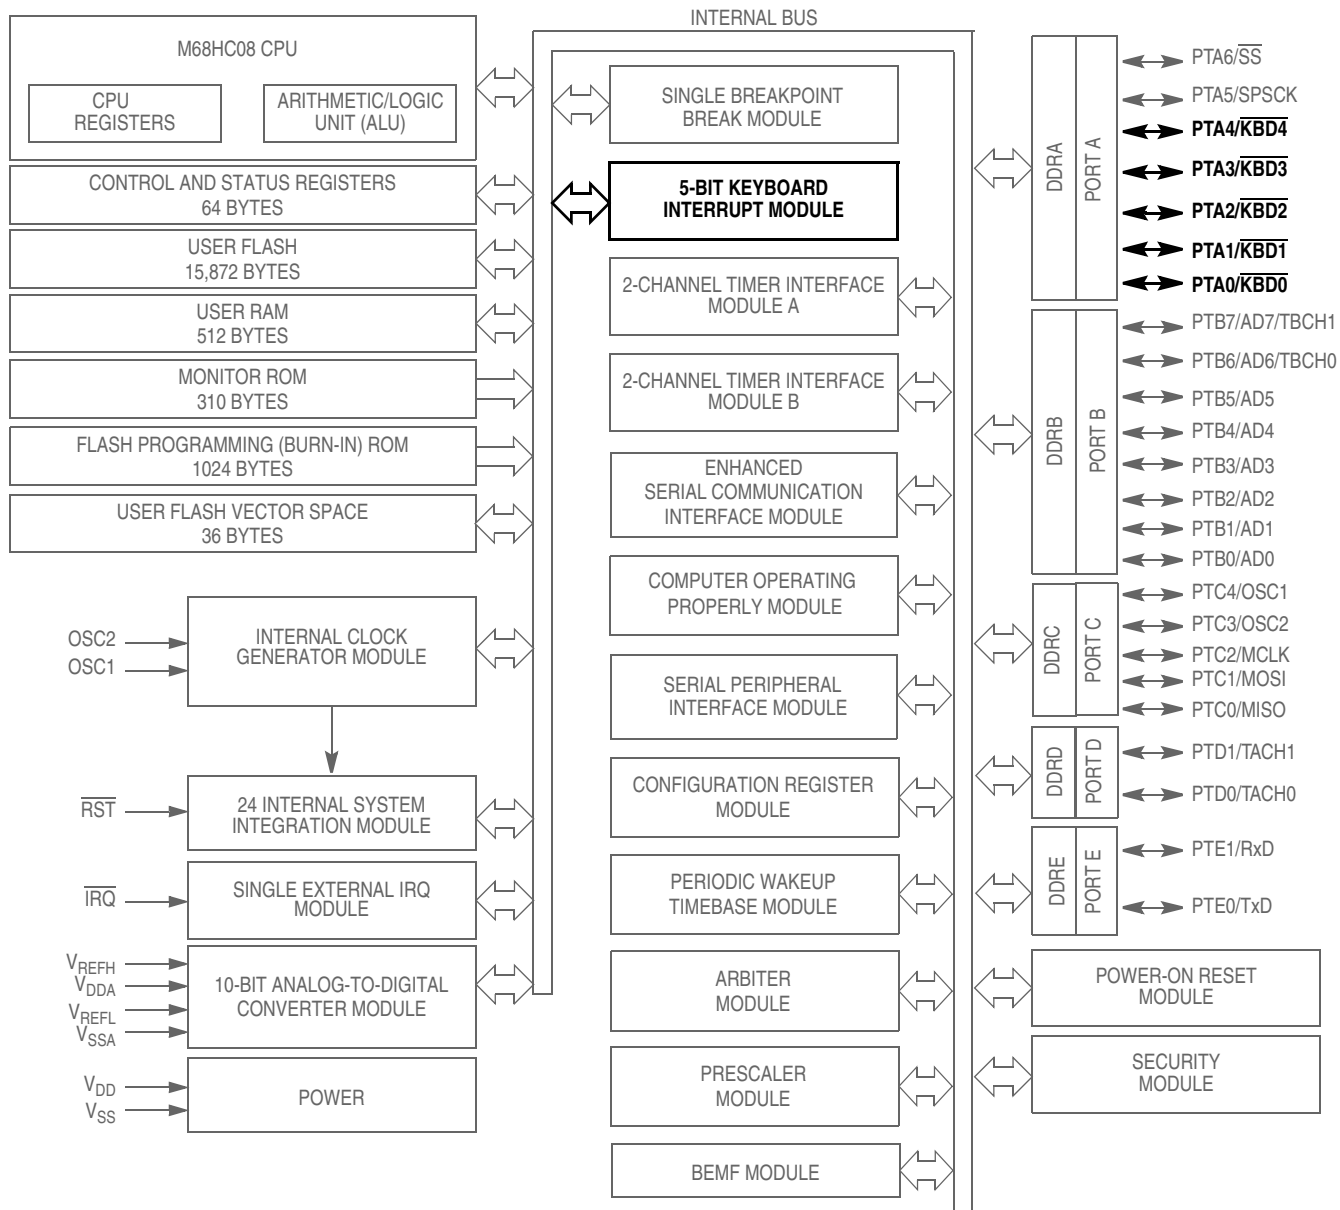 INTERNAL BUS
M68HC08 CPU
CPU
REGISTERS
ARITHMETIC/LOGIC
UNIT (ALU)
CONTROL AND STATUS REGISTERS
64 BYTES
USER FLASH
15,872 BYTES
USER RAM
512 BYTES
MONITOR ROM
310 BYTES
FLASH PROGRAMMING (BURN-IN) ROM
1024 BYTES
USER FLASH VECTOR SPACE
36 BYTES
OSC2
OSC1
INTERNAL CLOCK
GENERATOR MODULE
RST
24 INTERNAL SYSTEM
INTEGRATION MODULE
IRQ
SINGLE EXTERNAL IRQ
MODULE
VREFH
VDDA
VREFL
VSSA
10-BIT ANALOG-TO-DIGITAL
CONVERTER MODULE
VDD
VSS
POWER
SINGLE BREAKPOINT
BREAK MODULE
5-BIT KEYBOARD
INTERRUPT MODULE
2-CHANNEL TIMER INTERFACE
MODULE A
2-CHANNEL TIMER INTERFACE
MODULE B
ENHANCED
SERIAL COMMUNICATION
INTERFACE MODULE
COMPUTER OPERATING
PROPERLY MODULE
SERIAL PERIPHERAL
INTERFACE MODULE
CONFIGURATION REGISTER
MODULE
PERIODIC WAKEUP
TIMEBASE MODULE
ARBITER
MODULE
PRESCALER
MODULE
BEMF MODULE
DDRA
PORT A
PTA6/SS
PTA5/SPSCK
PTA4/KBD4
PTA3/KBD3
PTA2/KBD2
PTA1/KBD1
PTA0/KBD0
DDRB
PORT B
PTB7/AD7/TBCH1
PTB6/AD6/TBCH0
PTB5/AD5
PTB4/AD4
PTB3/AD3
PTB2/AD2
PTB1/AD1
PTB0/AD0
DDRC
PORT C
PTC4/OSC1
PTC3/OSC2
PTC2/MCLK
PTC1/MOSI
PTC0/MISO
DDRD
PORT D
PTD1/TACH1
PTD0/TACH0
DDRE
PORT E
PTE1/RxD
PTE0/TxD
POWER-ON RESET
MODULE
SECURITY
MODULE